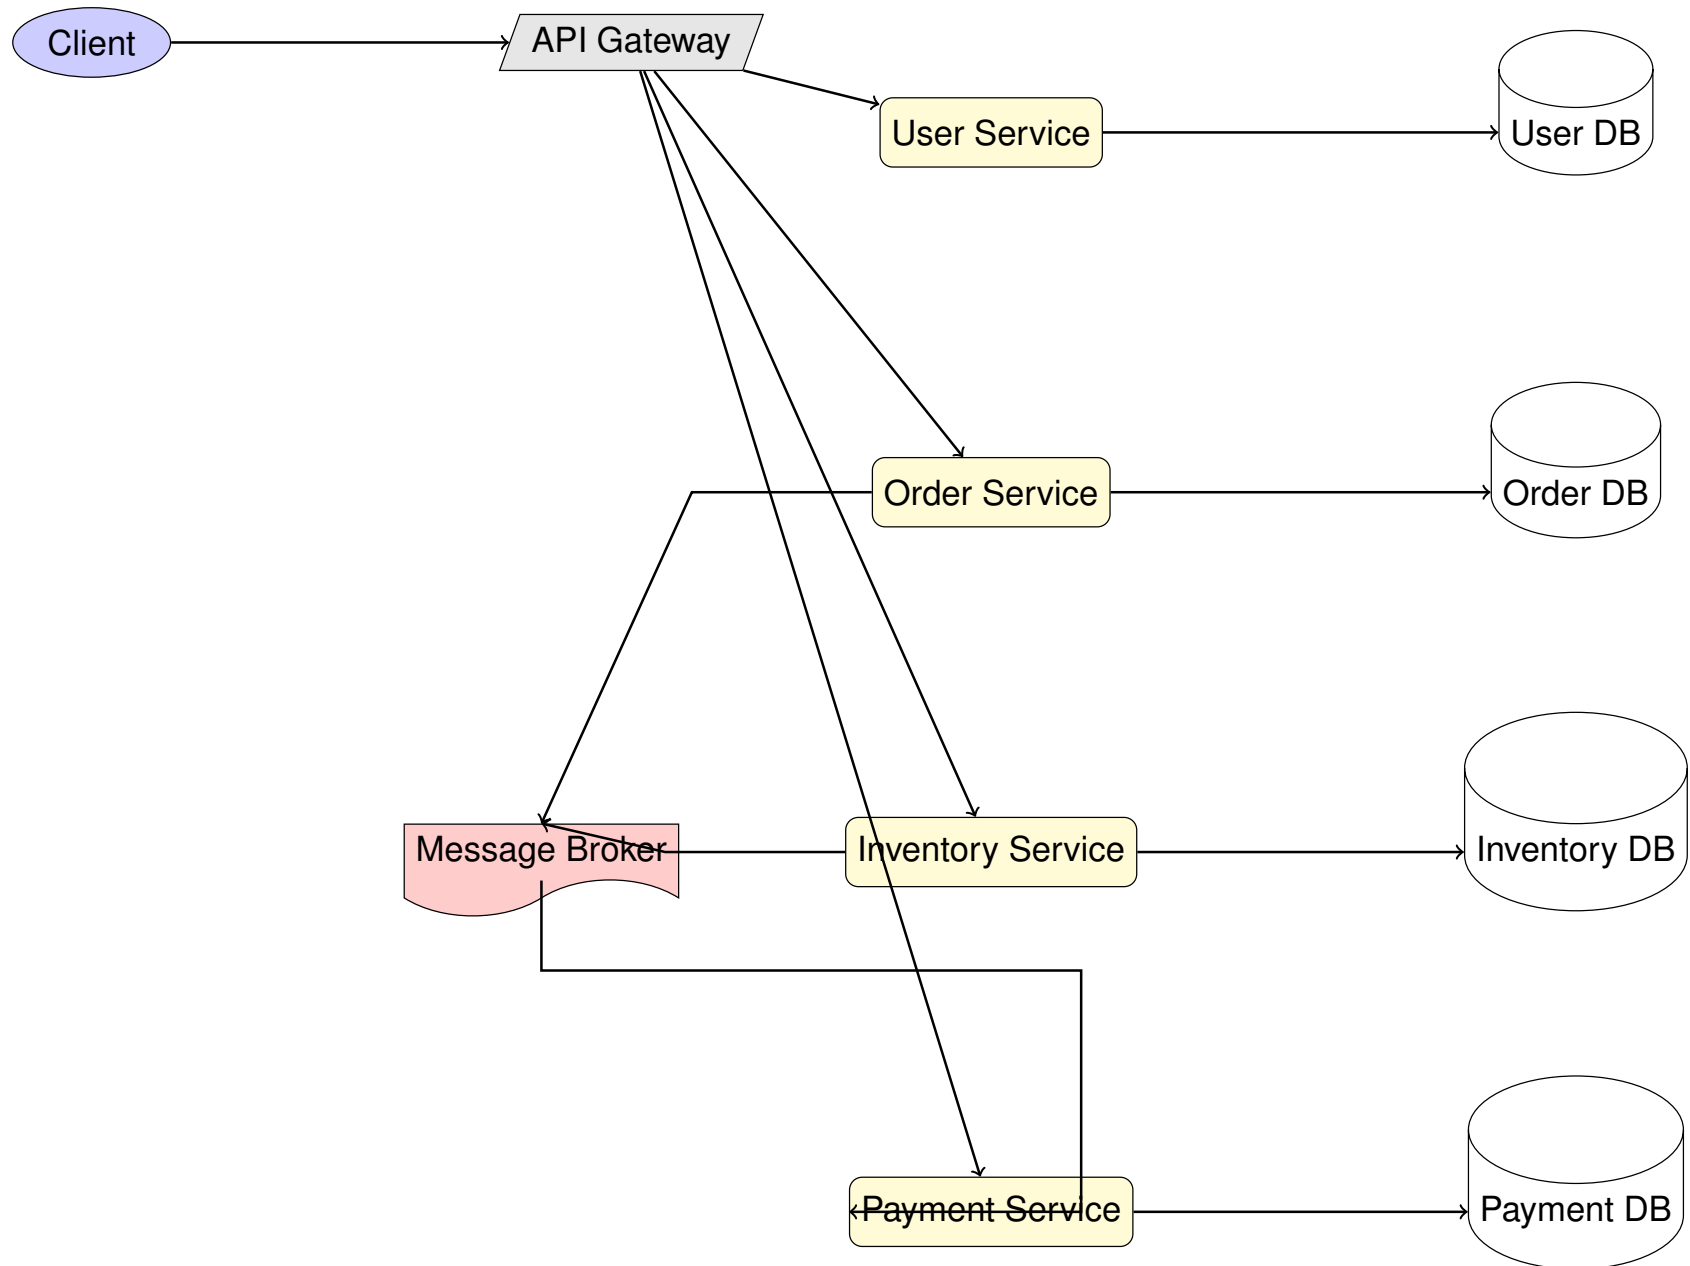 Client
API Gateway
User Service
User DB
Order Service
Order DB
Message Broker
Inventory Service
Inventory DB
Payment Service
Payment DB